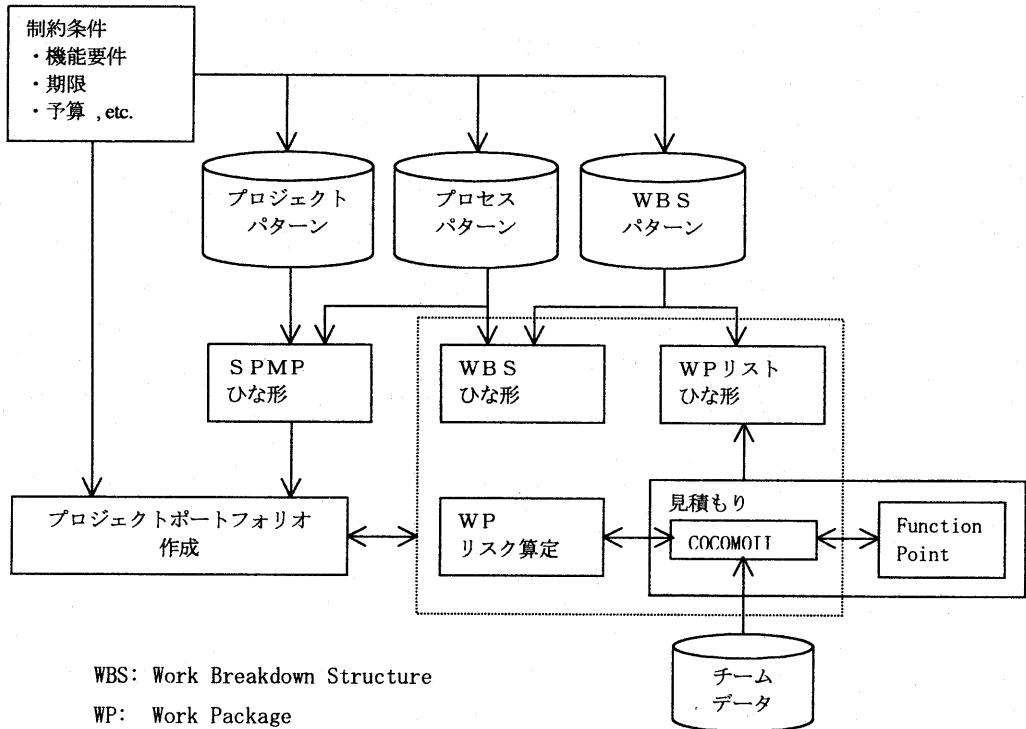 制約条件
・機能要件
・期限
・予算 , etc.
プロジェクト
パターン
プロセス
パターン
ＷＢＳ
パターン
ＳＰＭＰ
ひな形
ＷＢＳ
ひな形
ＷＰリスト
ひな形
プロジェクトポートフォリオ
作成
ＷＰ
リスク算定
見積もり
COCOMOII
Function
Point
チーム
データ
WBS: Work Breakdown Structure
WP: Work Package